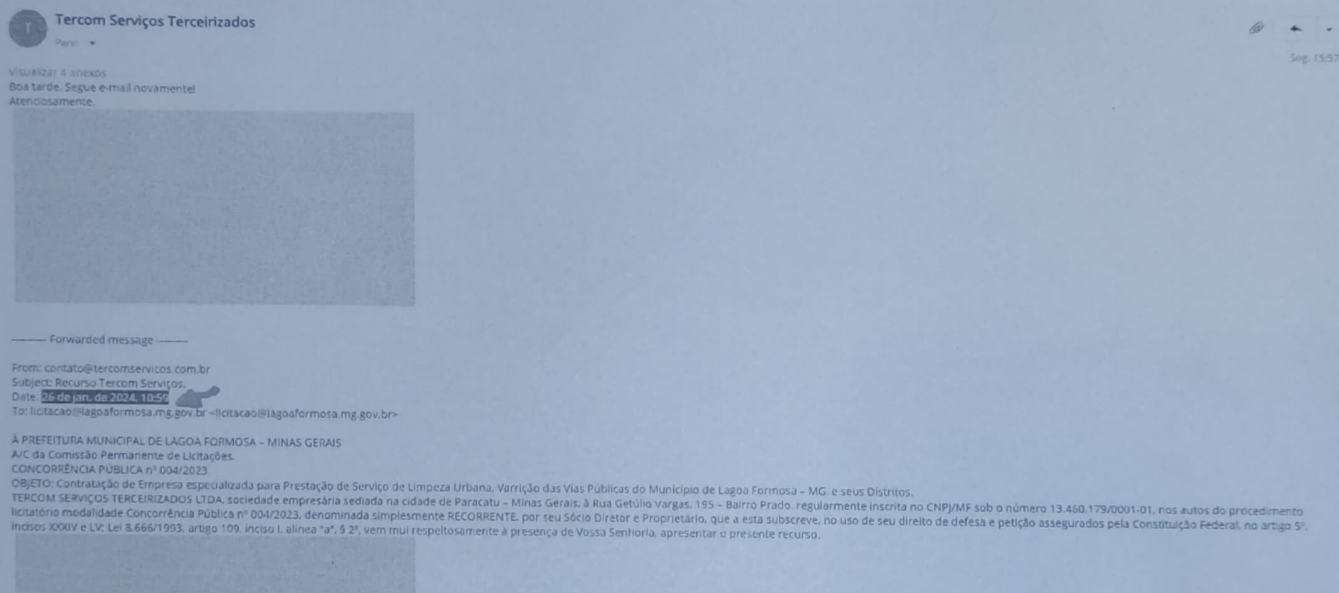 T
Tercom Serviços Terceirizados
Para:
Seg. 15:57
Visualizar 4 anexos
Boa tarde. Segue e-mail novamente!
Atenciosamente.
——— Forwarded message ———
From: contato@tercomservicos.com.br
Subject: Recurso Tercom Serviços.
Date: 26 de jan. de 2024, 10:59
To: licitacao@lagoaformosa.mg.gov.br <licitacao@lagoaformosa.mg.gov.br>
À PREFEITURA MUNICIPAL DE LAGOA FORMOSA – MINAS GERAIS
A/C da Comissão Permanente de Licitações.
CONCORRÊNCIA PÚBLICA nº 004/2023
OBJETO: Contratação de Empresa especializada para Prestação de Serviço de Limpeza Urbana, Varrição das Vias Públicas do Município de Lagoa Formosa – MG. e seus Distritos.
TERCOM SERVIÇOS TERCEIRIZADOS LTDA, sociedade empresária sediada na cidade de Paracatu – Minas Gerais, à Rua Getúlio Vargas, 195 – Bairro Prado, regularmente inscrita no CNPJ/MF sob o número 13.460.179/0001-01, nos autos do procedimento
licitatório modalidade Concorrência Pública nº 004/2023, denominada simplesmente RECORRENTE, por seu Sócio Diretor e Proprietário, que a esta subscreve, no uso de seu direito de defesa e petição assegurados pela Constituição Federal, no artigo 5º,
incisos XXXIV e LV; Lei 8.666/1993, artigo 109, inciso I, alínea "a", § 2º, vem mui respeitosamente à presença de Vossa Senhoria, apresentar o presente recurso.